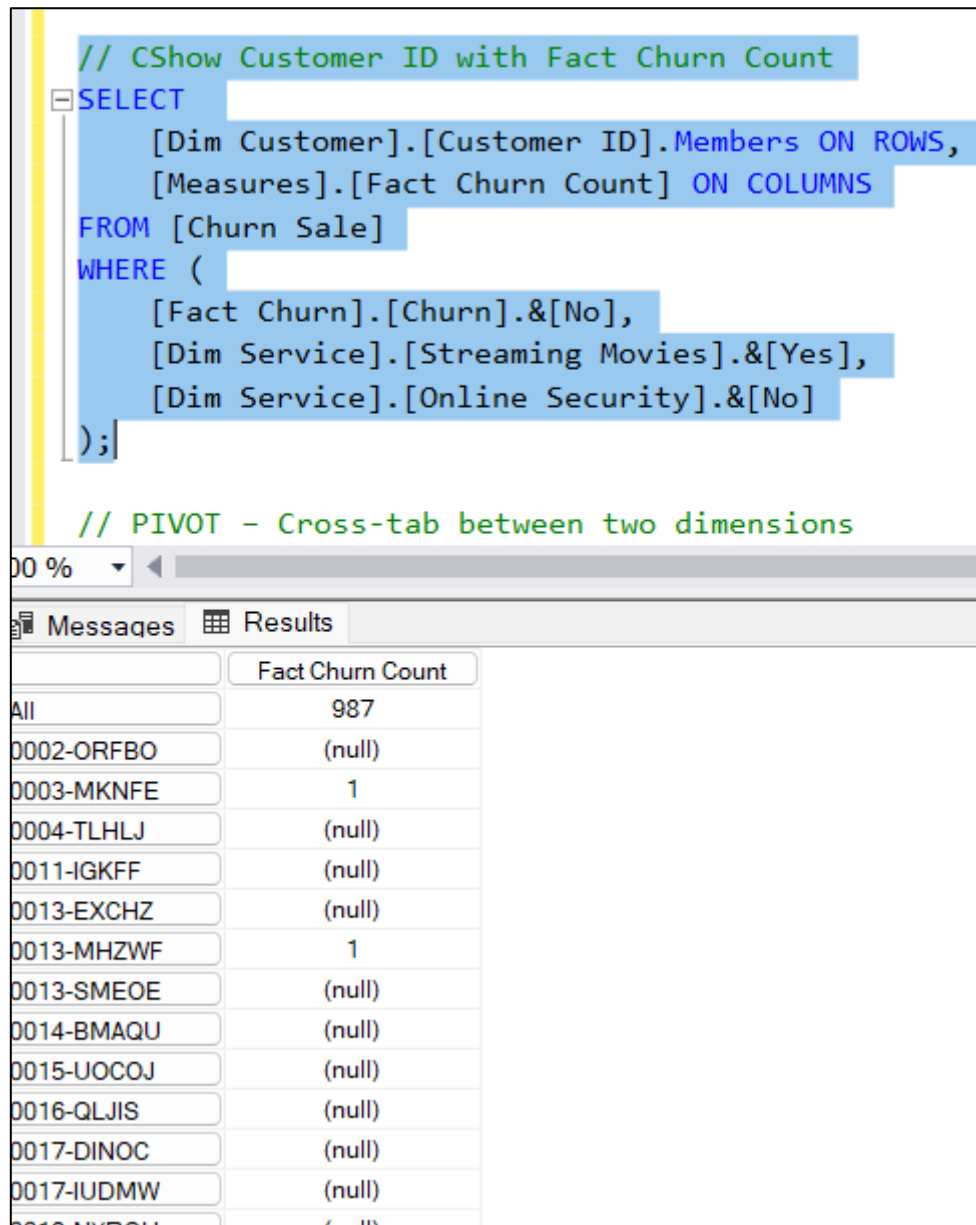 // CShow Customer ID with Fact Churn Count
SELECT
[Dim Customer].[Customer ID].Members ON ROWS,
[Measures].[Fact Churn Count] ON COLUMNS
FROM [Churn Sale]
WHERE (
[Fact Churn].[Churn].&[No],
[Dim Service].[Streaming Movies].&[Yes],
[Dim Service].[Online Security].&[No]
);
// PIVOT – Cross-tab between two dimensions
00 %
Messages Results
Fact Churn Count
All 987
0002-ORFBO (null)
0003-MKNFE 1
0004-TLHLJ (null)
0011-IGKFF (null)
0013-EXCHZ (null)
0013-MHZWF 1
0013-SMEOE (null)
0014-BMAQU (null)
0015-UOCOJ (null)
0016-QLJIS (null)
0017-DINOC (null)
0017-IUDMW (null)